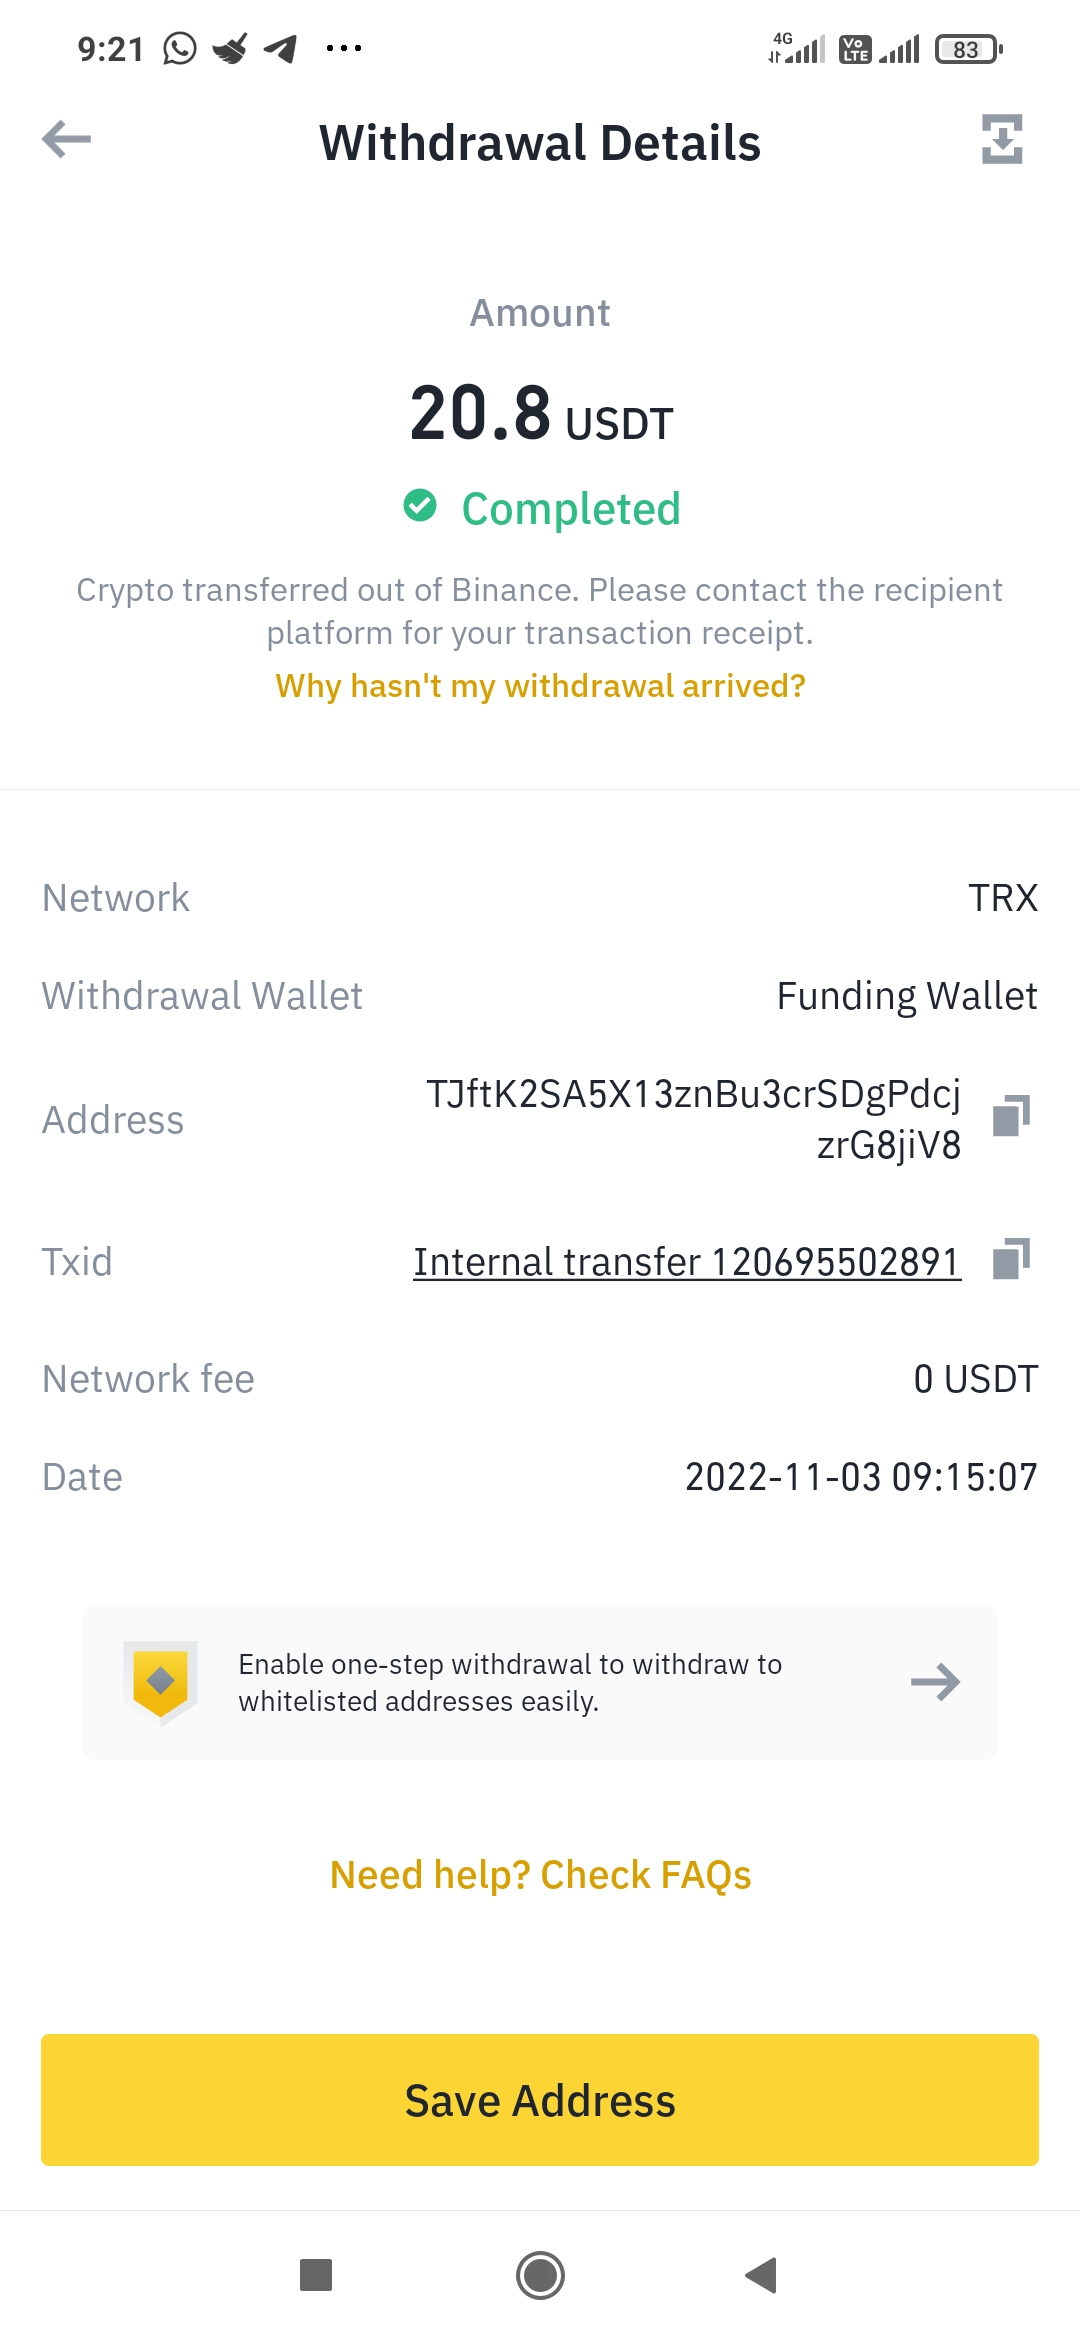 9:21 4G Vo LTE 83
Withdrawal Details
Amount
20.8 USDT
Completed
Crypto transferred out of Binance. Please contact the recipient
platform for your transaction receipt.
Why hasn't my withdrawal arrived?
Network TRX
Withdrawal Wallet Funding Wallet
Address TJftK2SA5X13znBu3crSDgPdcj
zrG8jiV8
Txid Internal transfer 120695502891
Network fee 0 USDT
Date 2022-11-03 09:15:07
Enable one-step withdrawal to withdraw to
whitelisted addresses easily.
Need help? Check FAQs
Save Address